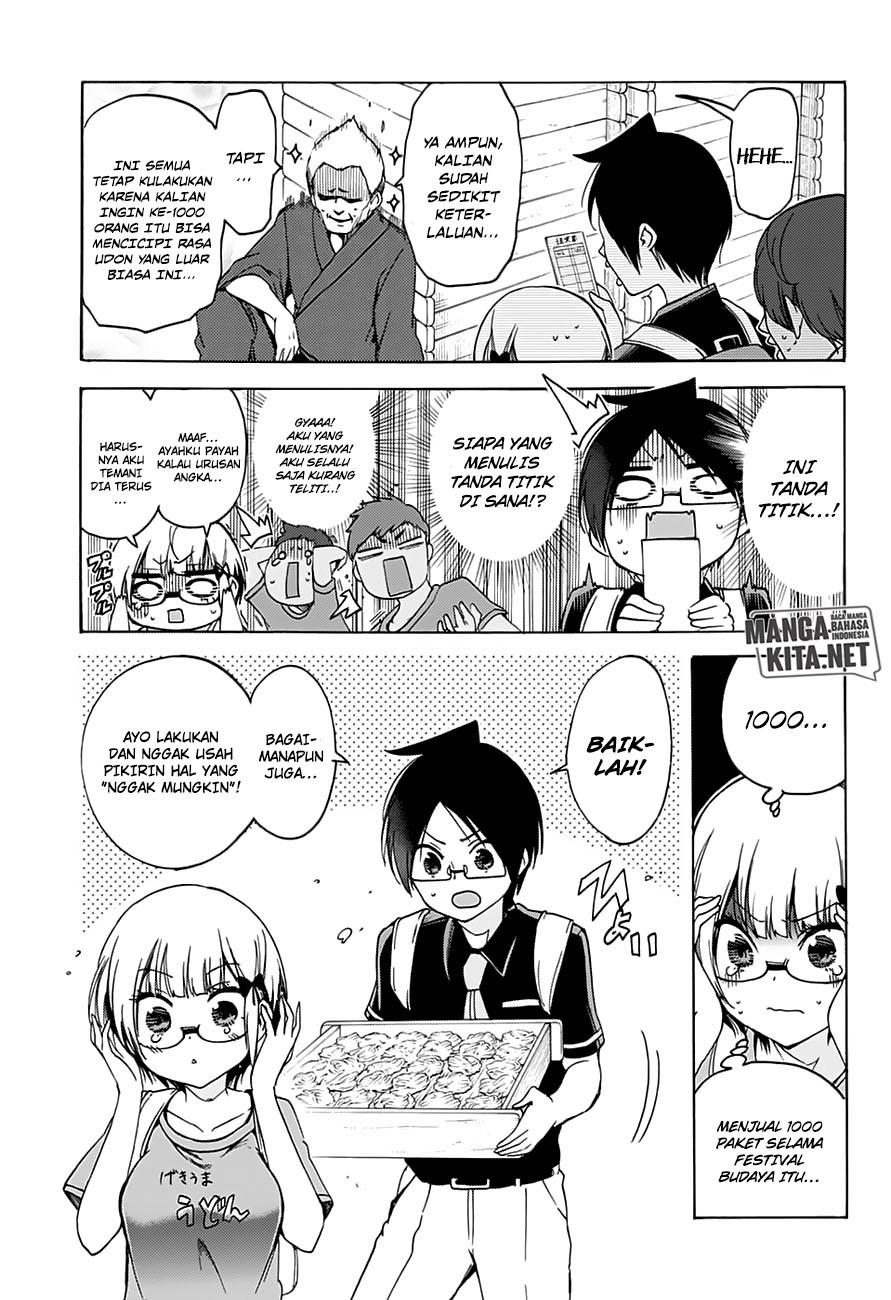 HEHE...
YA AMPUN,
KALIAN
SUDAH
SEDIKIT
KETER-
LALUAN...
TAPI
...
INI SEMUA
TETAP KULAKUKAN
KARENA KALIAN
INGIN KE-1000
ORANG ITU BISA
MENCICIPI RASA
UDON YANG LUAR
BIASA INI...
INI
TANDA
TITIK...!
SIAPA YANG
MENULIS
TANDA TITIK
DI SANA!?
GYAAA!
AKU YANG
MENULISNYA!
AKU SELALU
SAJA KURANG
TELITI..!
MAAF...
AYAHKU PAYAH
KALAU URUSAN
ANGKA...
HARUS-
NYA AKU
TEMANI
DIA TERUS
...
プルプル
MANGA
KITA.NET
BACA MANGA
BAHASA
INDONESIA
1000...
MENJUAL 1000
PAKET SELAMA
FESTIVAL
BUDAYA ITU...
BAIK-
LAH!
BAGAI-
MANAPUN
JUGA...
AYO LAKUKAN
DAN NGGAK USAH
PIKIRIN HAL YANG
"NGGAK MUNGKIN"!
げきうま
うどん